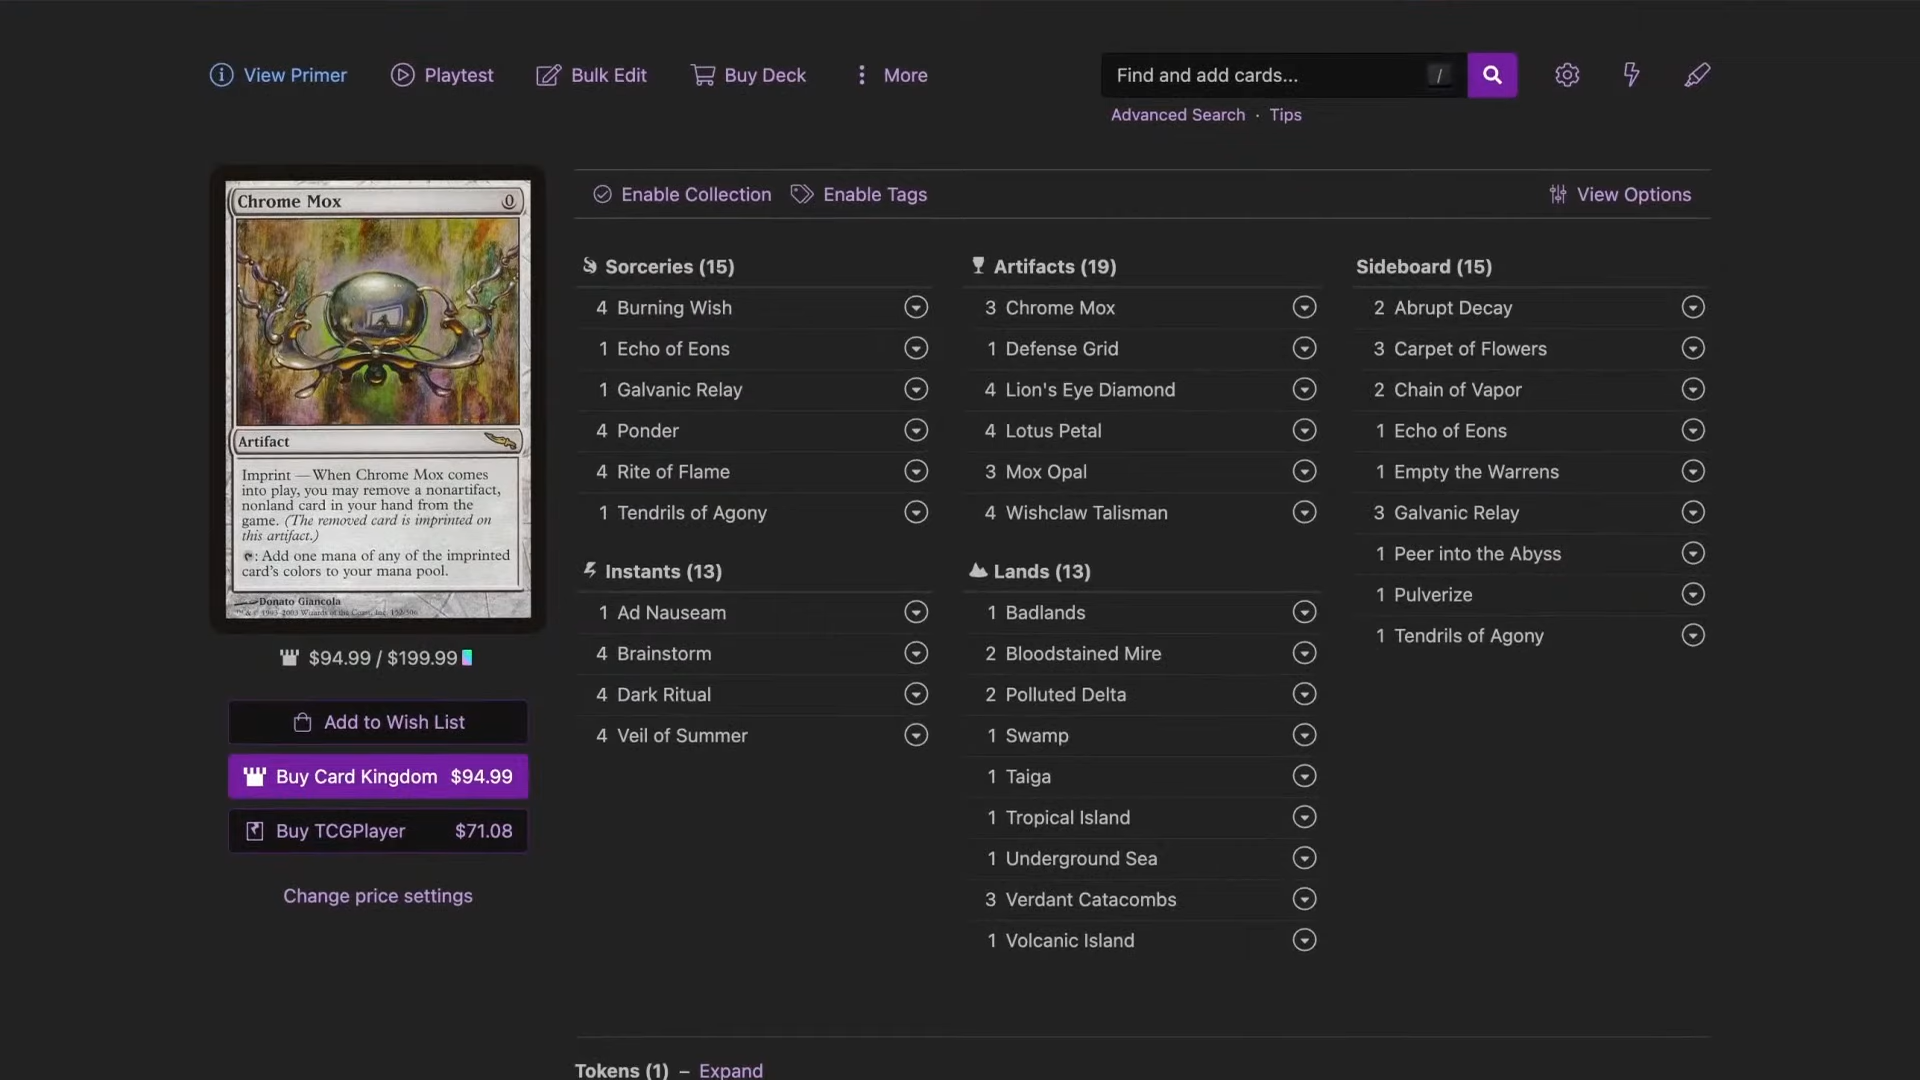 View Primer
Playtest
Bulk Edit
Buy Deck
More
Find and add cards...
/
Advanced Search · Tips
Chrome Mox
0
Artifact
Imprint — When Chrome Mox comes
into play, you may remove a nonartifact,
nonland card in your hand from the
game. (The removed card is imprinted on
this artifact.)
: Add one mana of any of the imprinted
card's colors to your mana pool.
Donato Giancola
$94.99 / $199.99
Add to Wish List
Buy Card Kingdom $94.99
Buy TCGPlayer $71.08
Change price settings
Enable Collection
Enable Tags
View Options
Sorceries (15)
4 Burning Wish
1 Echo of Eons
1 Galvanic Relay
4 Ponder
4 Rite of Flame
1 Tendrils of Agony
Instants (13)
1 Ad Nauseam
4 Brainstorm
4 Dark Ritual
4 Veil of Summer
Artifacts (19)
3 Chrome Mox
1 Defense Grid
4 Lion's Eye Diamond
4 Lotus Petal
3 Mox Opal
4 Wishclaw Talisman
Lands (13)
1 Badlands
2 Bloodstained Mire
2 Polluted Delta
1 Swamp
1 Taiga
1 Tropical Island
1 Underground Sea
3 Verdant Catacombs
1 Volcanic Island
Sideboard (15)
2 Abrupt Decay
3 Carpet of Flowers
2 Chain of Vapor
1 Echo of Eons
1 Empty the Warrens
3 Galvanic Relay
1 Peer into the Abyss
1 Pulverize
1 Tendrils of Agony
Tokens (1) – Expand